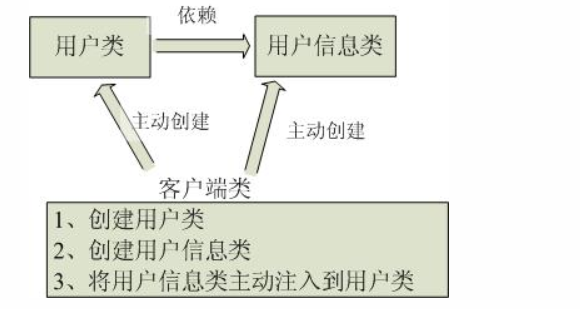 依赖
用户类
用户信息类
主动创建
主动创建
客户端类
1、创建用户类
2、创建用户信息类
3、将用户信息类主动注入到用户类